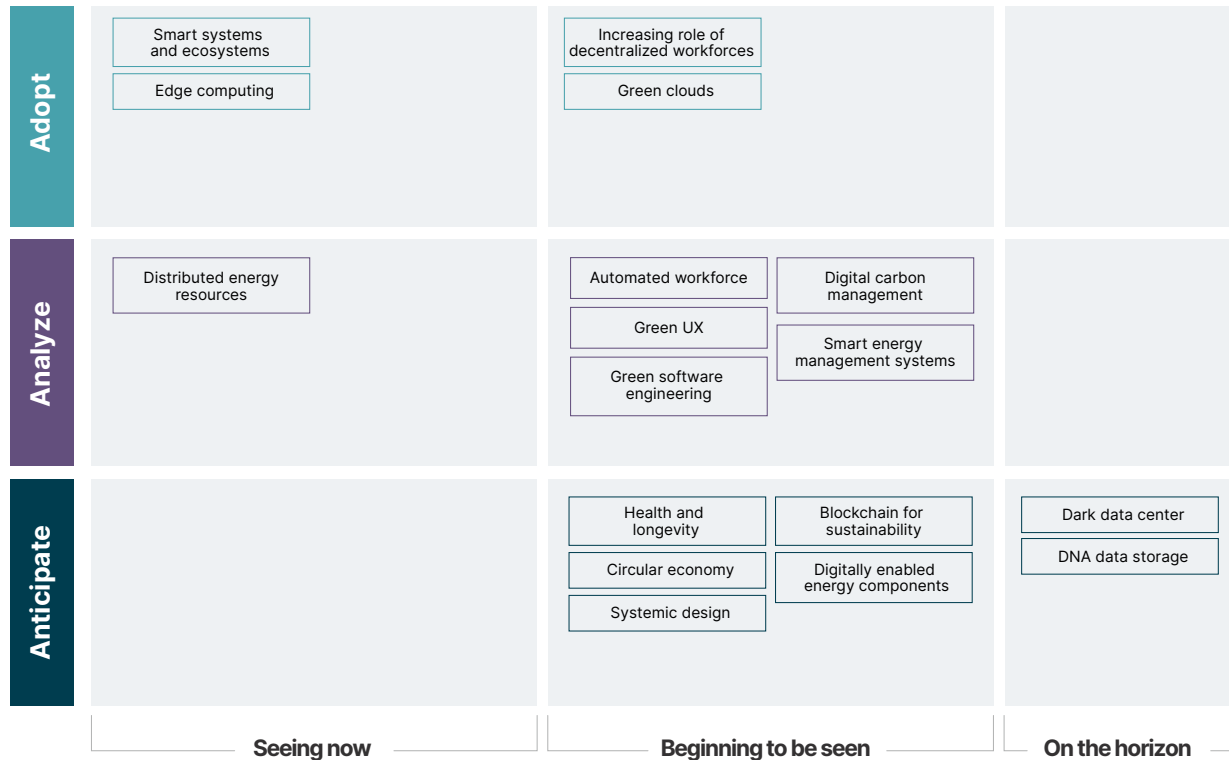 Adopt
Smart systems
and ecosystems
Edge computing
Increasing role of
decentralized workforces
Green clouds
Analyze
Distributed energy
resources
Automated workforce
Green UX
Green software
engineering
Digital carbon
management
Smart energy
management systems
Anticipate
Health and
longevity
Circular economy
Systemic design
Blockchain for
sustainability
Digitally enabled
energy components
Dark data center
DNA data storage
Seeing now
Beginning to be seen
On the horizon